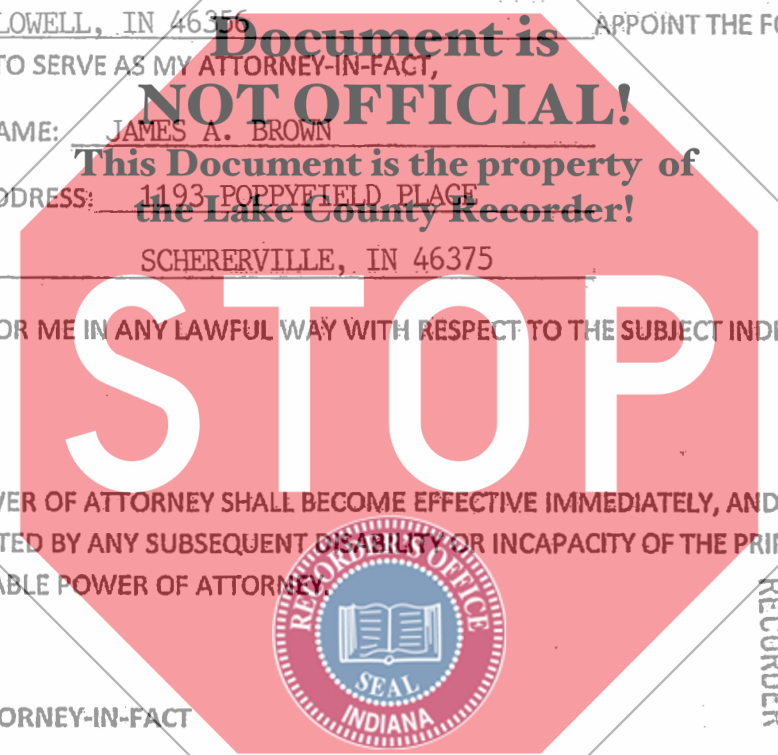 LOWELL, IN 46356 APPOINT THE FO
Document is
TO SERVE AS MY ATTORNEY-IN-FACT,
NOT OFFICIAL!
AME: JAMES A. BROWN
This Document is the property of
DDRESS: 1193 POPPYFIELD PLACE
the Lake County Recorder!
SCHERERVILLE, IN 46375
OR ME IN ANY LAWFUL WAY WITH RESPECT TO THE SUBJECT INDE
STOP
VER OF ATTORNEY SHALL BECOME EFFECTIVE IMMEDIATELY, AND
TED BY ANY SUBSEQUENT DISABILITY OR INCAPACITY OF THE PRI
ABLE POWER OF ATTORNEY.
RECORDER'S OFFICE
SEAL
INDIANA
RECORDER
ORNEY-IN-FACT